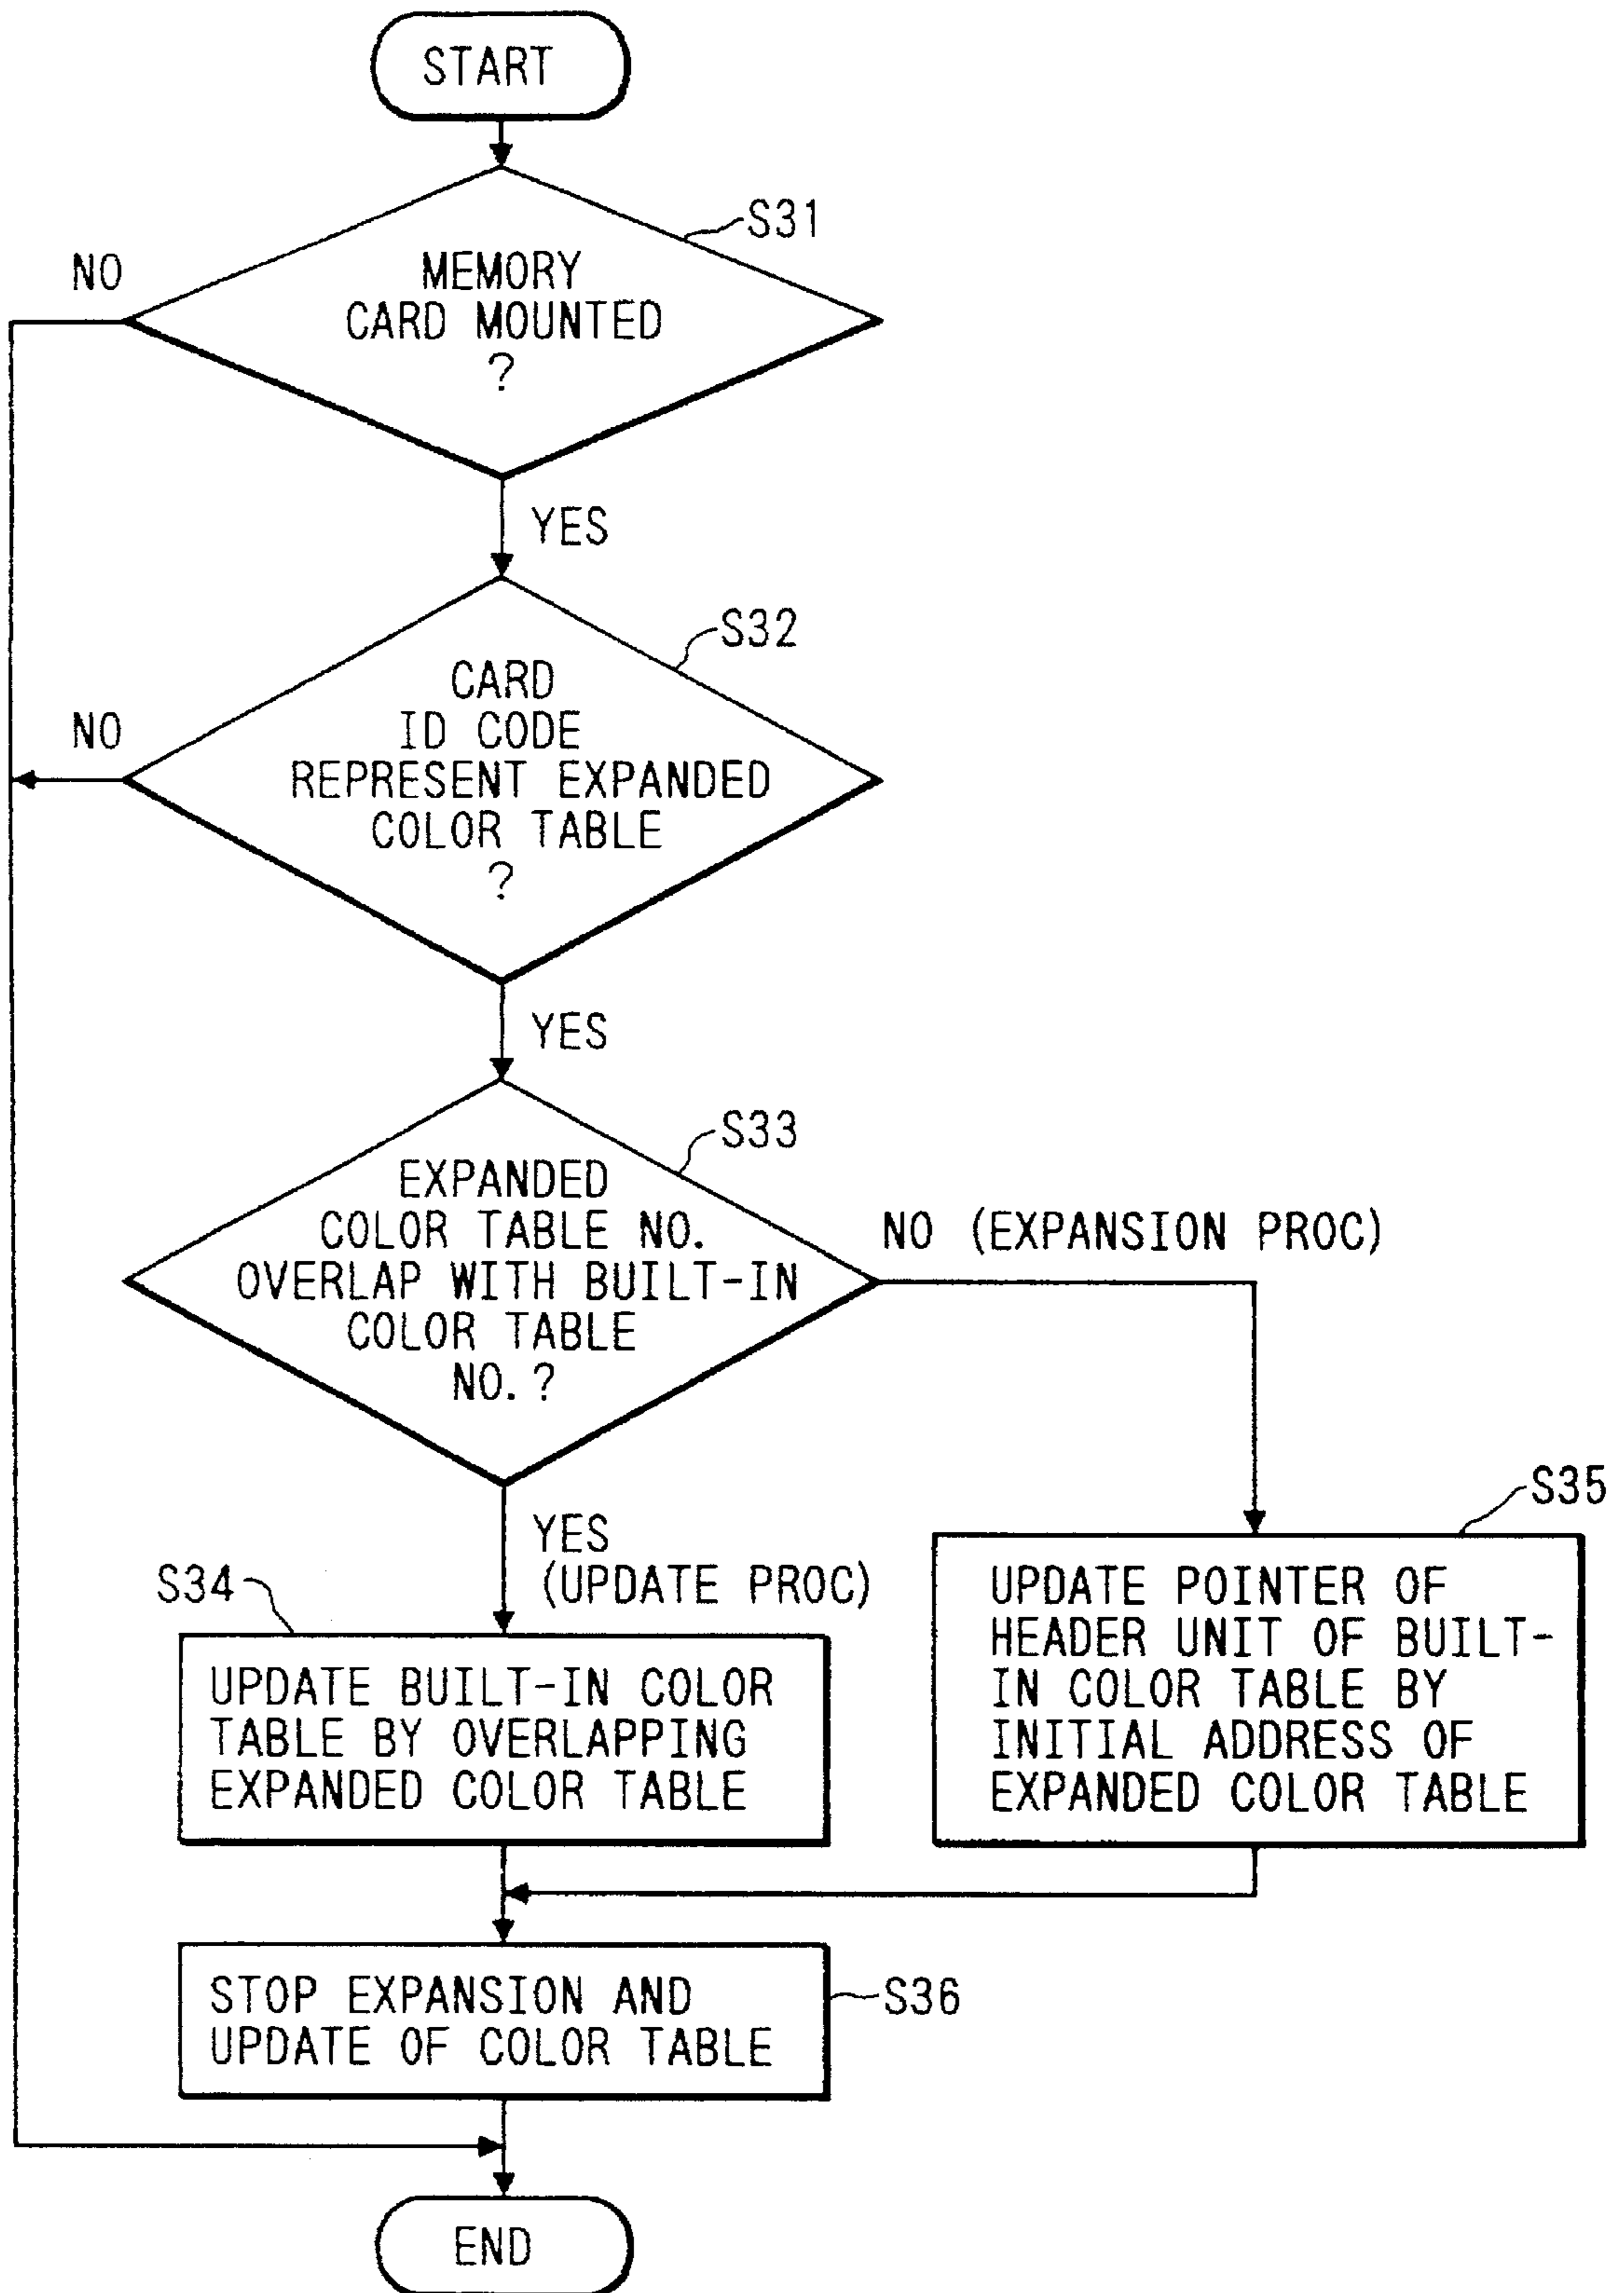 START
S31
NO
MEMORY
CARD MOUNTED
?
YES
S32
CARD
ID CODE
NO
REPRESENT EXPANDED
COLOR TABLE
?
YES
S33
EXPANDED
COLOR TABLE NO.
OVERLAP WITH BUILT-IN
COLOR TABLE
NO. ?
NO (EXPANSION PROC)
YES
(UPDATE PROC)
S34
UPDATE BUILT-IN COLOR
TABLE BY OVERLAPPING
EXPANDED COLOR TABLE
S35
UPDATE POINTER OF
HEADER UNIT OF BUILT-
IN COLOR TABLE BY
INITIAL ADDRESS OF
EXPANDED COLOR TABLE
STOP EXPANSION AND
UPDATE OF COLOR TABLE
S36
END